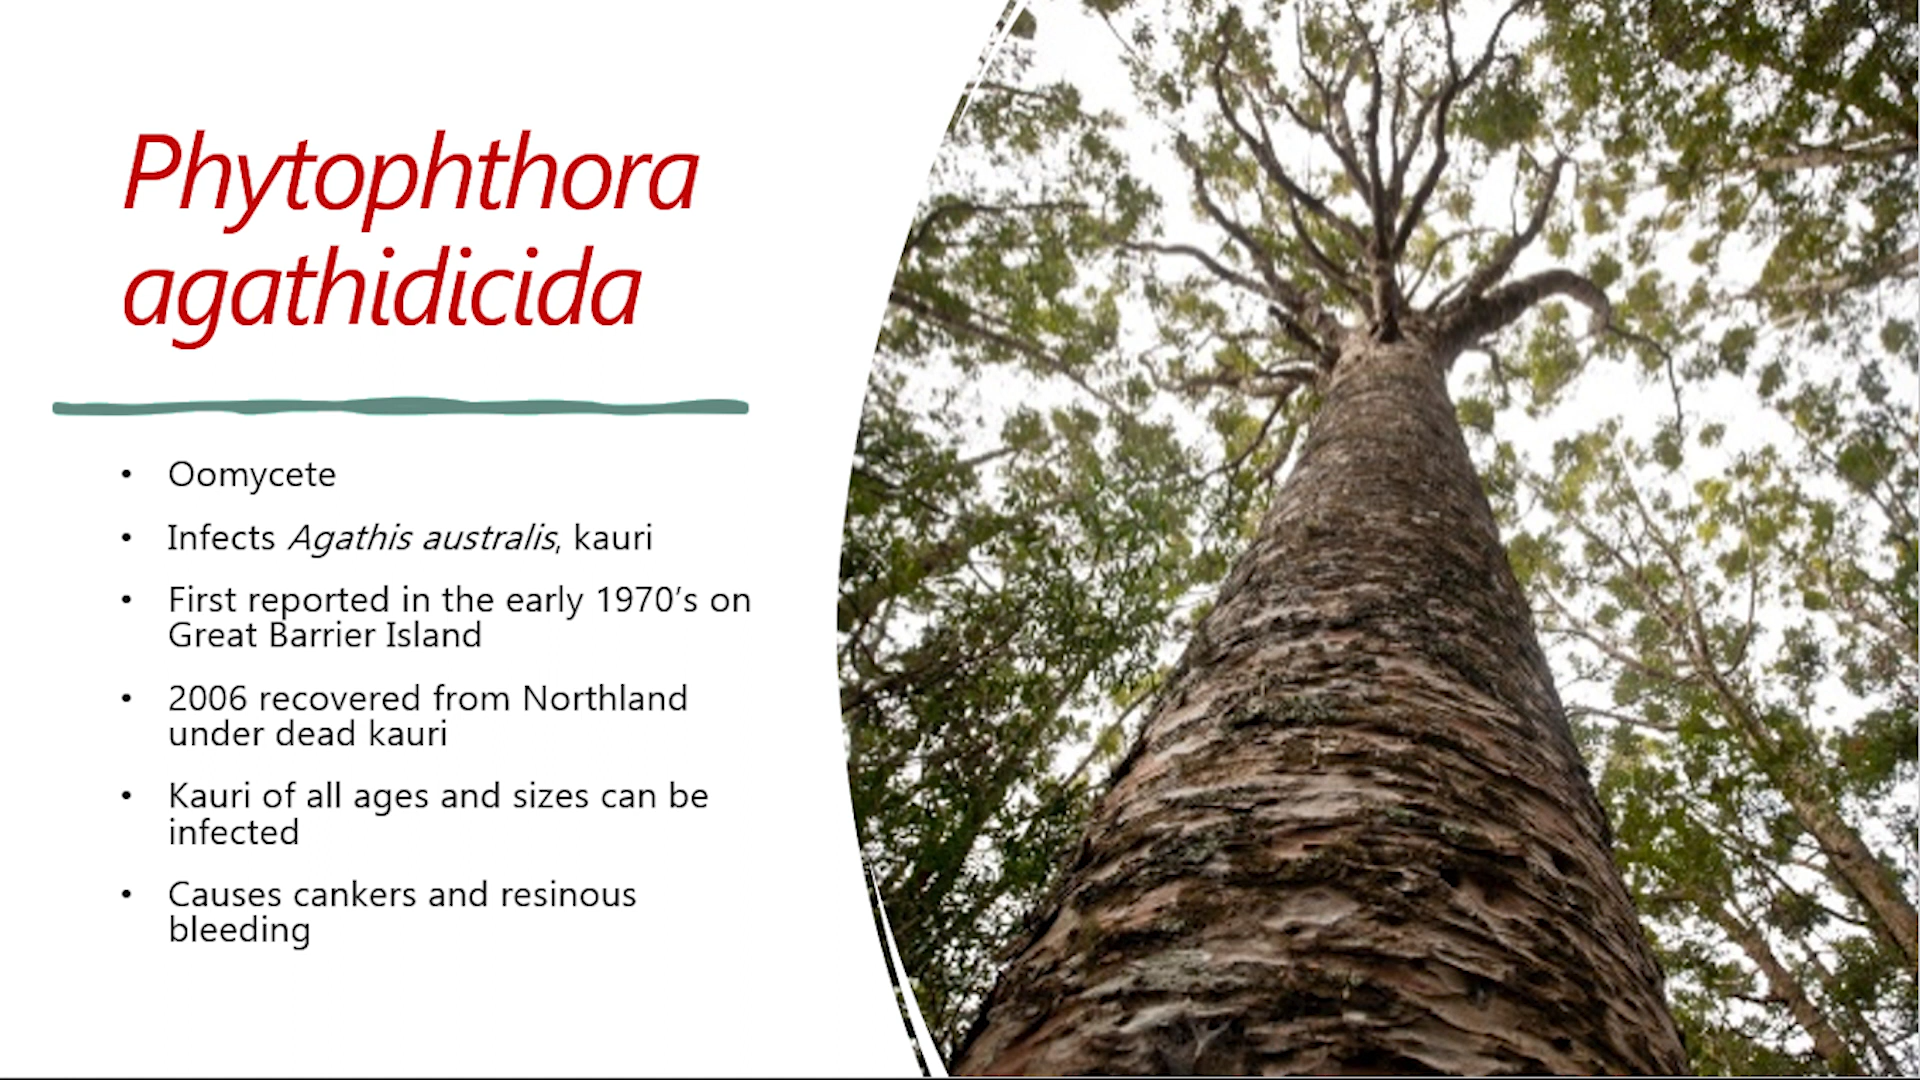 Phytophthora
agathidicida
• Oomycete
• Infects Agathis australis, kauri
• First reported in the early 1970’s on
Great Barrier Island
• 2006 recovered from Northland
under dead kauri
• Kauri of all ages and sizes can be
infected
• Causes cankers and resinous
bleeding